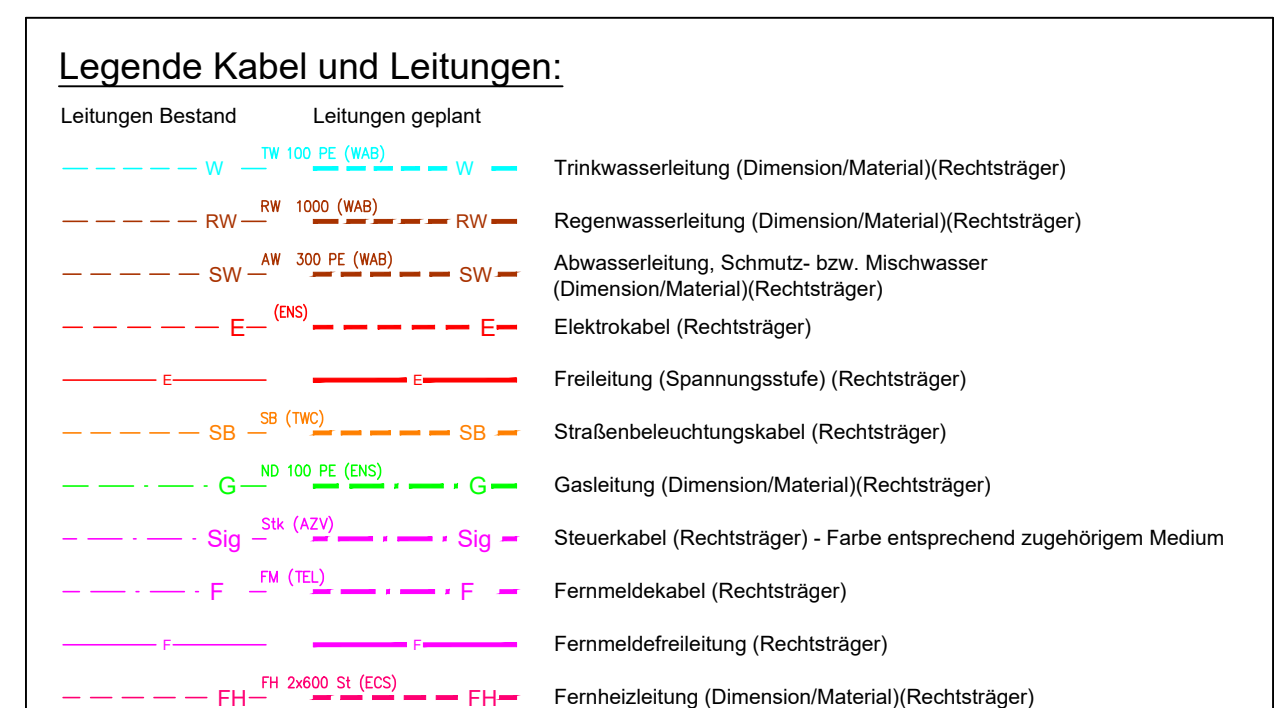 Legende Kabel und Leitungen:
Leitungen Bestand Leitungen geplant
W TW 100 PE (WAB) W Trinkwasserleitung (Dimension/Material)(Rechtsträger)
RW RW 1000 (WAB) RW Regenwasserleitung (Dimension/Material)(Rechtsträger)
SW AW 300 PE (WAB) SW Abwasserleitung, Schmutz- bzw. Mischwasser
(Dimension/Material)(Rechtsträger)
E (ENS) E Elektrokabel (Rechtsträger)
E E Freileitung (Spannungsstufe) (Rechtsträger)
SB SB (TWC) SB Straßenbeleuchtungskabel (Rechtsträger)
G ND 100 PE (ENS) G Gasleitung (Dimension/Material)(Rechtsträger)
Sig Stk (AZV) Sig Steuerkabel (Rechtsträger) - Farbe entsprechend zugehörigem Medium
F FM (TEL) F Fernmeldekabel (Rechtsträger)
F F Fernmeldefreileitung (Rechtsträger)
FH FH 2x600 St (ECS) FH Fernheizleitung (Dimension/Material)(Rechtsträger)